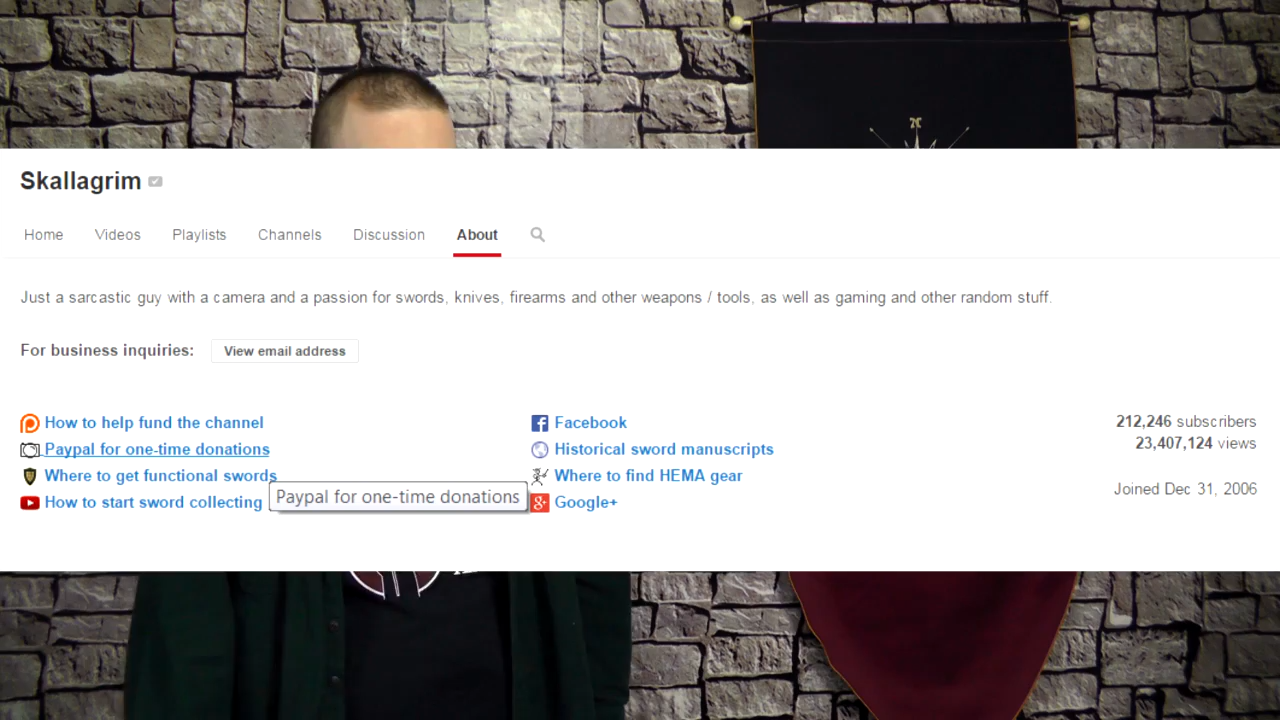 Skallagrim
Home Videos Playlists Channels Discussion About
Just a sarcastic guy with a camera and a passion for swords, knives, firearms and other weapons / tools, as well as gaming and other random stuff.
For business inquiries: View email address
How to help fund the channel
Paypal for one-time donations
Where to get functional swords
How to start sword collecting
Paypal for one-time donations
Facebook
Historical sword manuscripts
Where to find HEMA gear
Google+
212,246 subscribers
23,407,124 views
Joined Dec 31, 2006